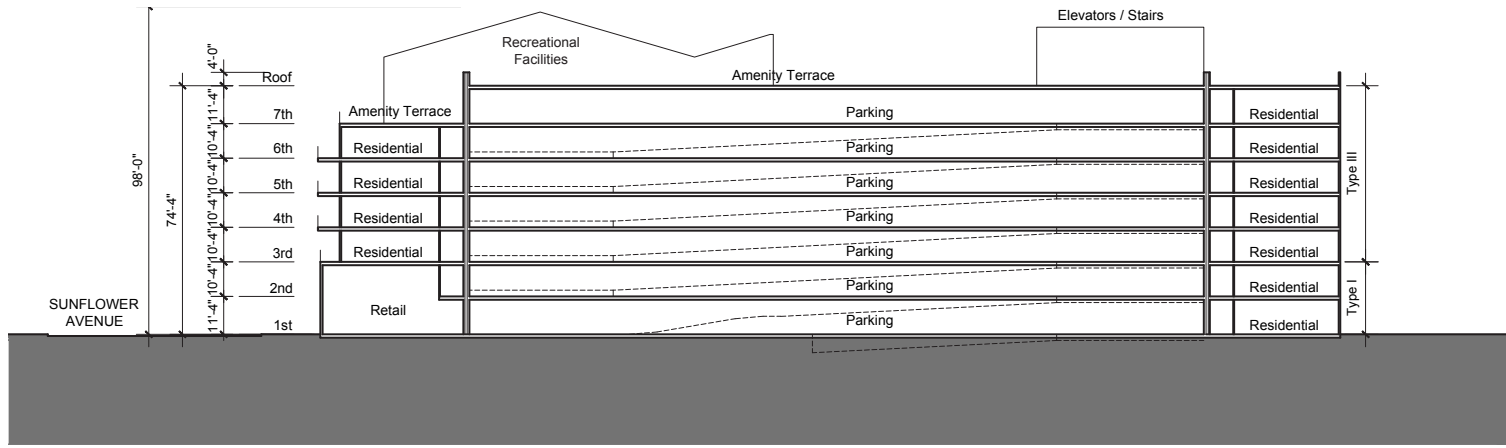 Elevators / Stairs
Recreational
Facilities
4'-0"
Roof
Amenity Terrace
11'-4"
7th
Amenity Terrace
Parking
Residential
10'-4"
6th
Residential
Parking
Residential
98'-0"
10'-4"
5th
Residential
Parking
Residential
Type III
74'-4"
10'-4"
4th
Residential
Parking
Residential
10'-4"
3rd
Residential
Parking
Residential
10'-4"
2nd
Parking
Residential
SUNFLOWER
AVENUE
Retail
Type I
11'-4"
1st
Parking
Residential